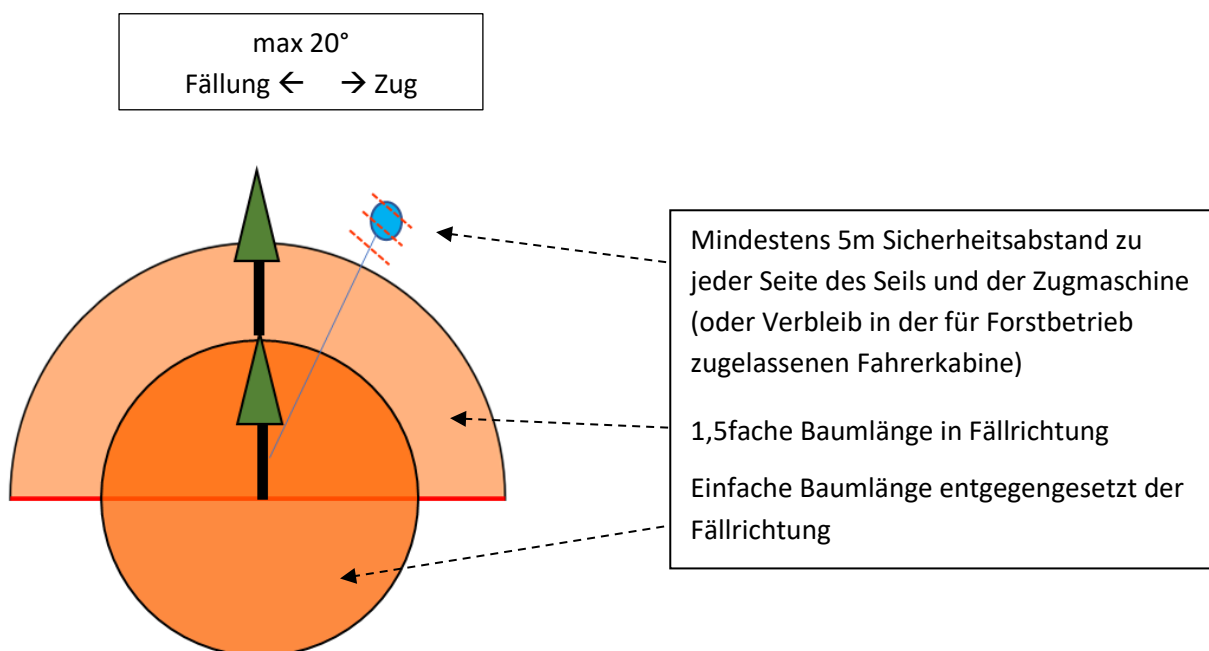 max 20°
Fällung ← → Zug
Mindestens 5m Sicherheitsabstand zu
jeder Seite des Seils und der Zugmaschine
(oder Verbleib in der für Forstbetrieb
zugelassenen Fahrerkabine)
1,5fache Baumlänge in Fällrichtung
Einfache Baumlänge entgegengesetzt der
Fällrichtung